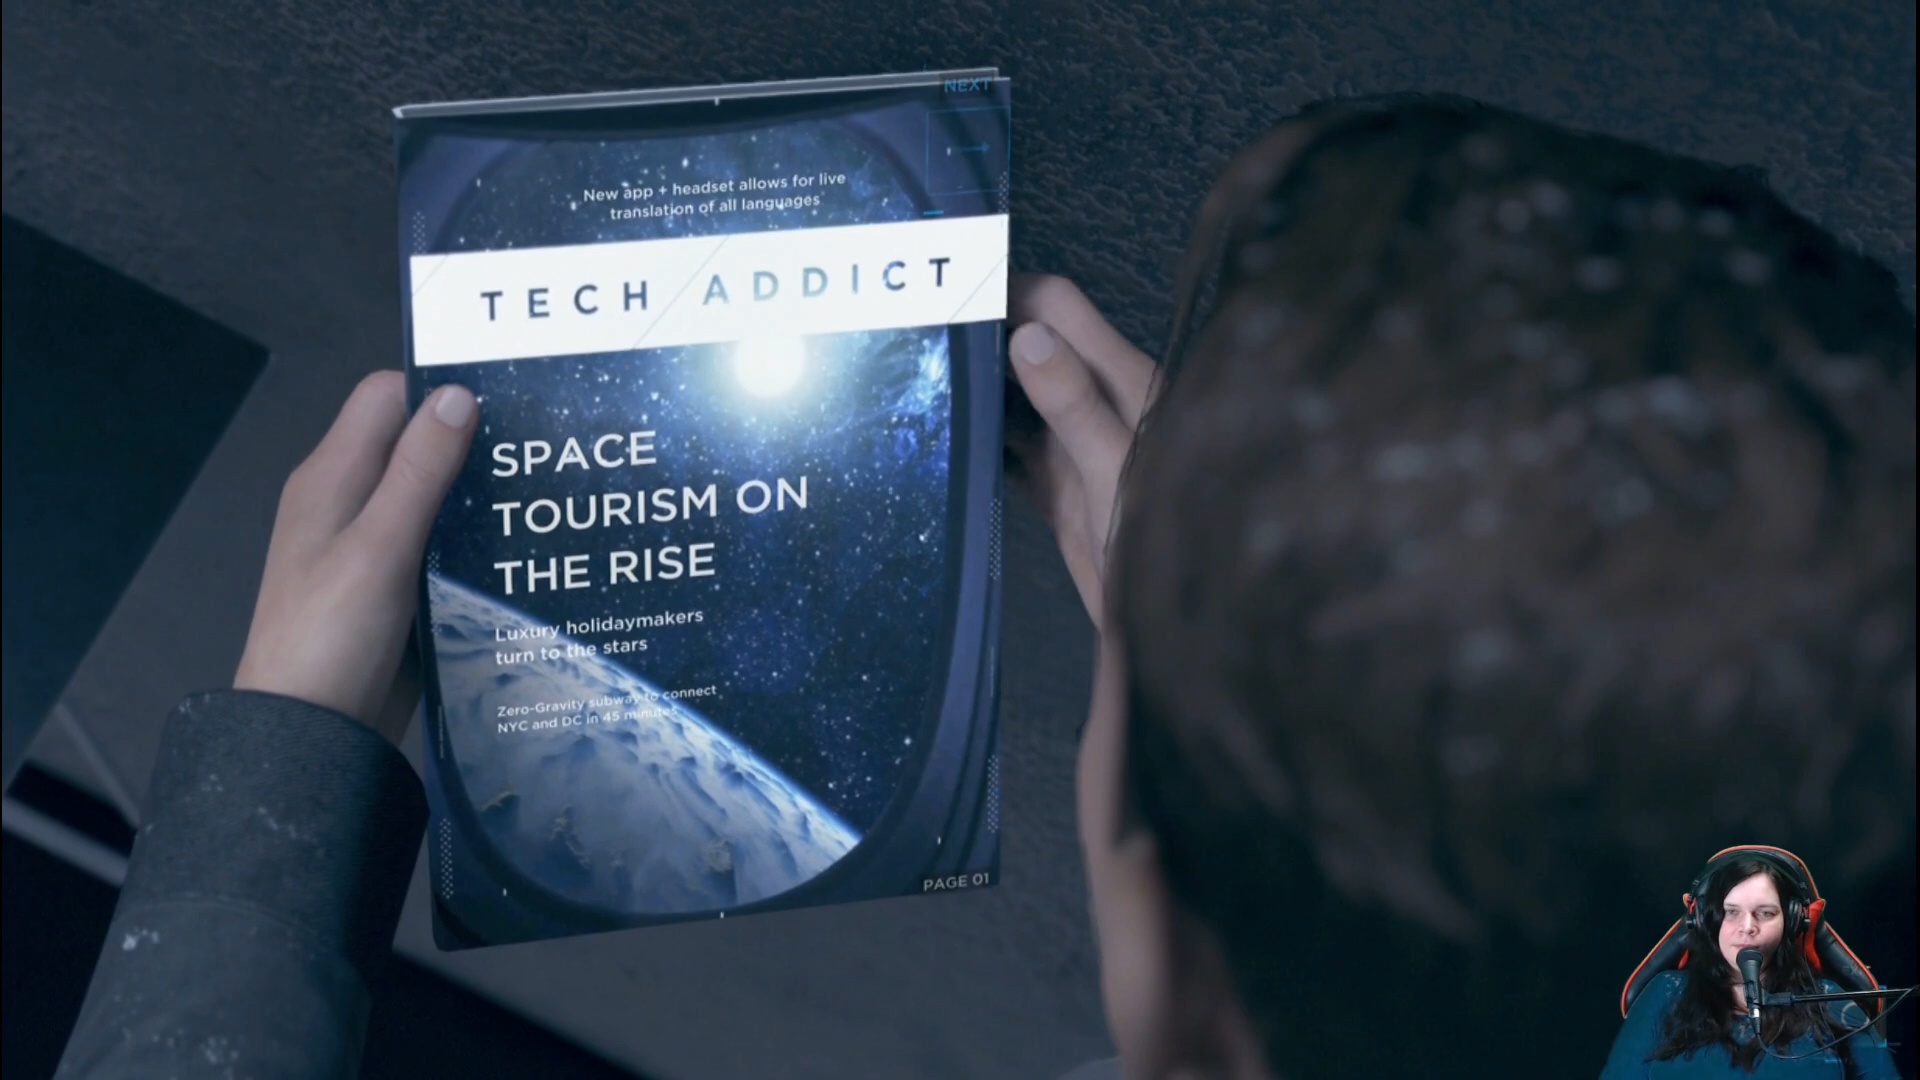 NEXT
New app + headset allows for live
translation of all languages
TECH ADDICT
SPACE
TOURISM ON
THE RISE
Luxury holidaymakers
turn to the stars
Zero-Gravity subway to connect
NYC and DC in 45 minutes
PAGE 01